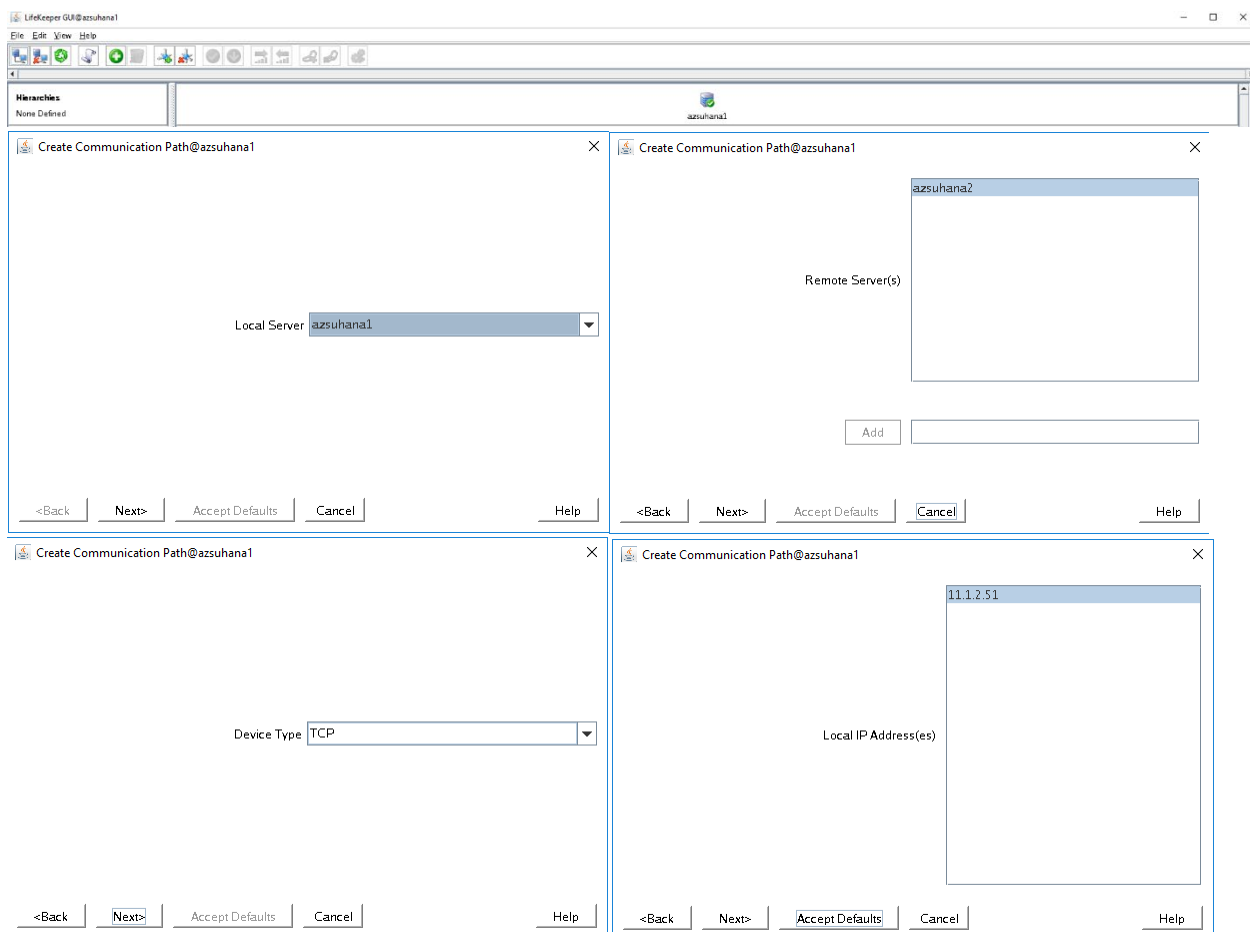 LifeKeeper GUI@azsuhana1
File Edit View Help
Hierarchies
None Defined
azsuhana1
Create Communication Path@azsuhana1
Local Server azsuhana1
<Back Next> Accept Defaults Cancel Help
Create Communication Path@azsuhana1
azsuhana2
Remote Server(s)
Add
<Back Next> Accept Defaults Cancel Help
Create Communication Path@azsuhana1
Device Type TCP
<Back Next> Accept Defaults Cancel Help
Create Communication Path@azsuhana1
11.1.2.51
Local IP Address(es)
<Back Next> Accept Defaults Cancel Help